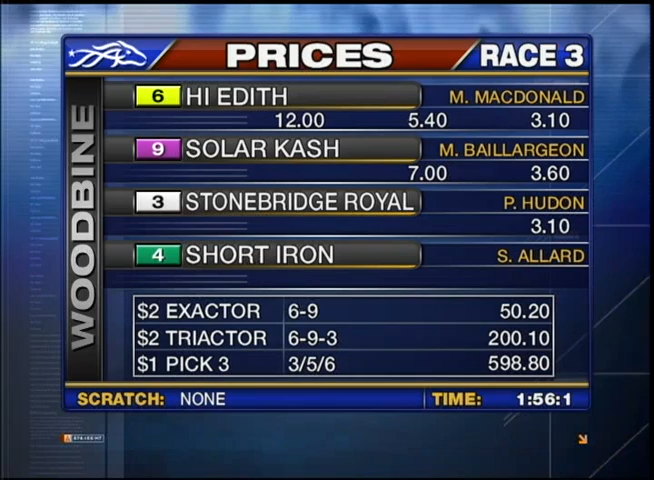 PRICES RACE 3
WOODBINE
6 HI EDITH M. MACDONALD
12.00 5.40 3.10
9 SOLAR KASH M. BAILLARGEON
7.00 3.60
3 STONEBRIDGE ROYAL P. HUDON
3.10
4 SHORT IRON S. ALLARD
$2 EXACTOR 6-9 50.20
$2 TRIACTOR 6-9-3 200.10
$1 PICK 3 3/5/6 598.80
SCRATCH: NONE TIME: 1:56:1